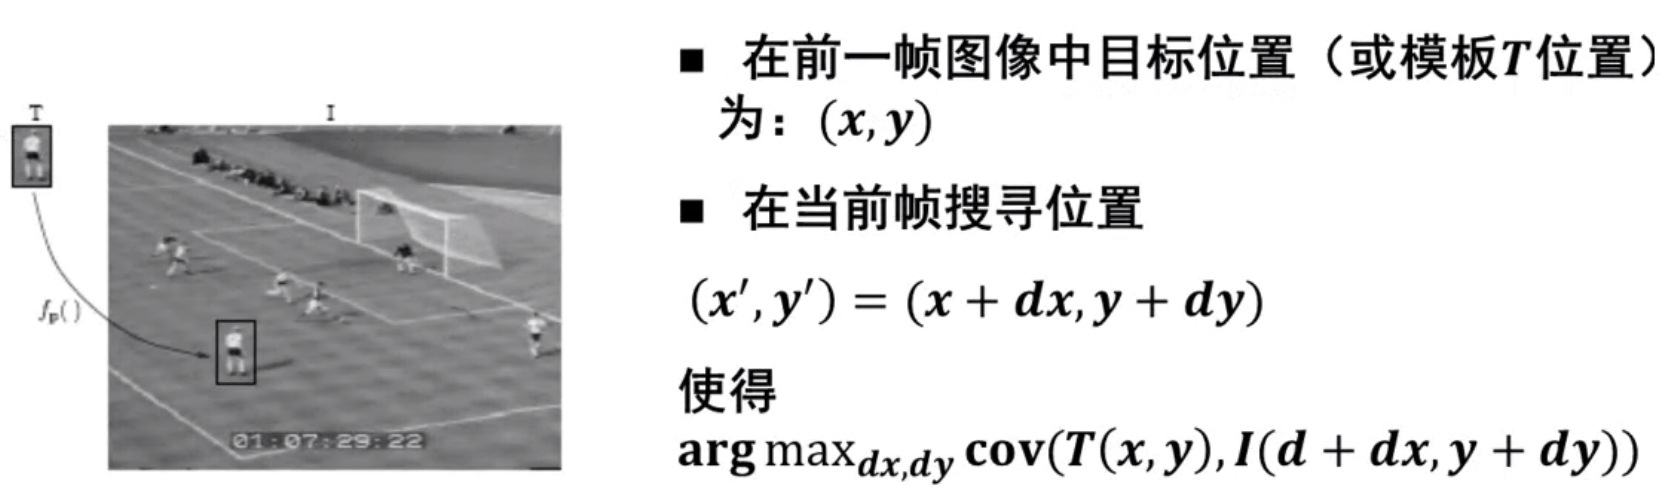 T
I
f_p()
01:07:29:22
■ 在前一帧图像中目标位置（或模板T位置）
为：(x, y)
■ 在当前帧搜寻位置
(x′, y′) = (x + dx, y + dy)
使得
arg max_{dx,dy} cov(T(x, y), I(d + dx, y + dy))